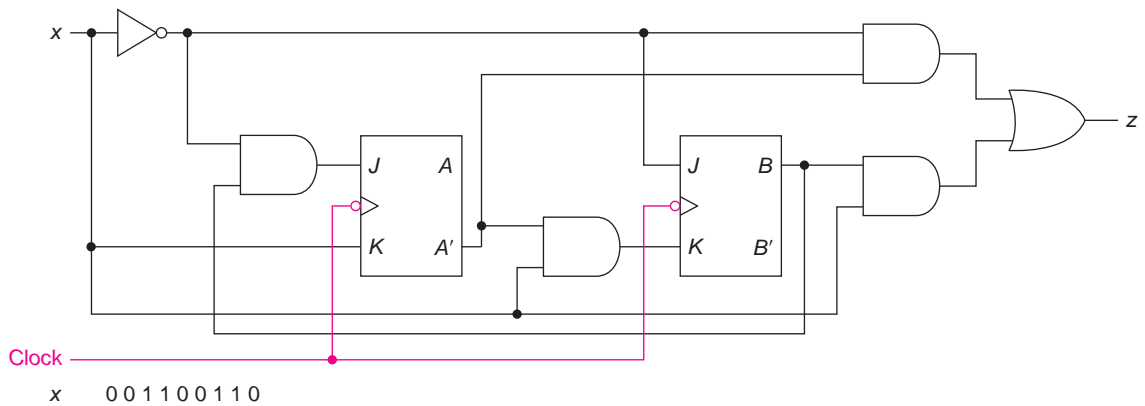 x
z
J A
K A′
J B
K B′
Clock
x 0 0 1 1 0 0 1 1 0